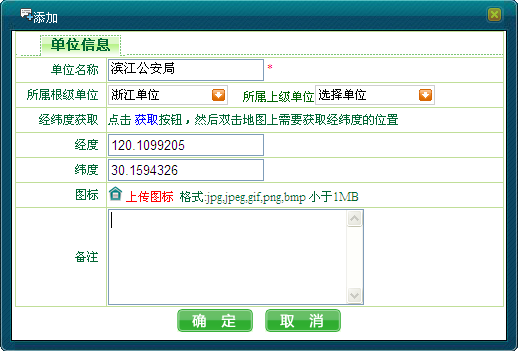 添加
单位信息
单位名称 滨江公安局 *
所属根级单位 浙江单位 所属上级单位 选择单位
经纬度获取 点击 获取按钮，然后双击地图上需要获取经纬度的位置
经度 120.1099205
纬度 30.1594326
图标 上传图标 格式:jpg,jpeg,gif,png,bmp 小于1MB
备注
确 定 取 消